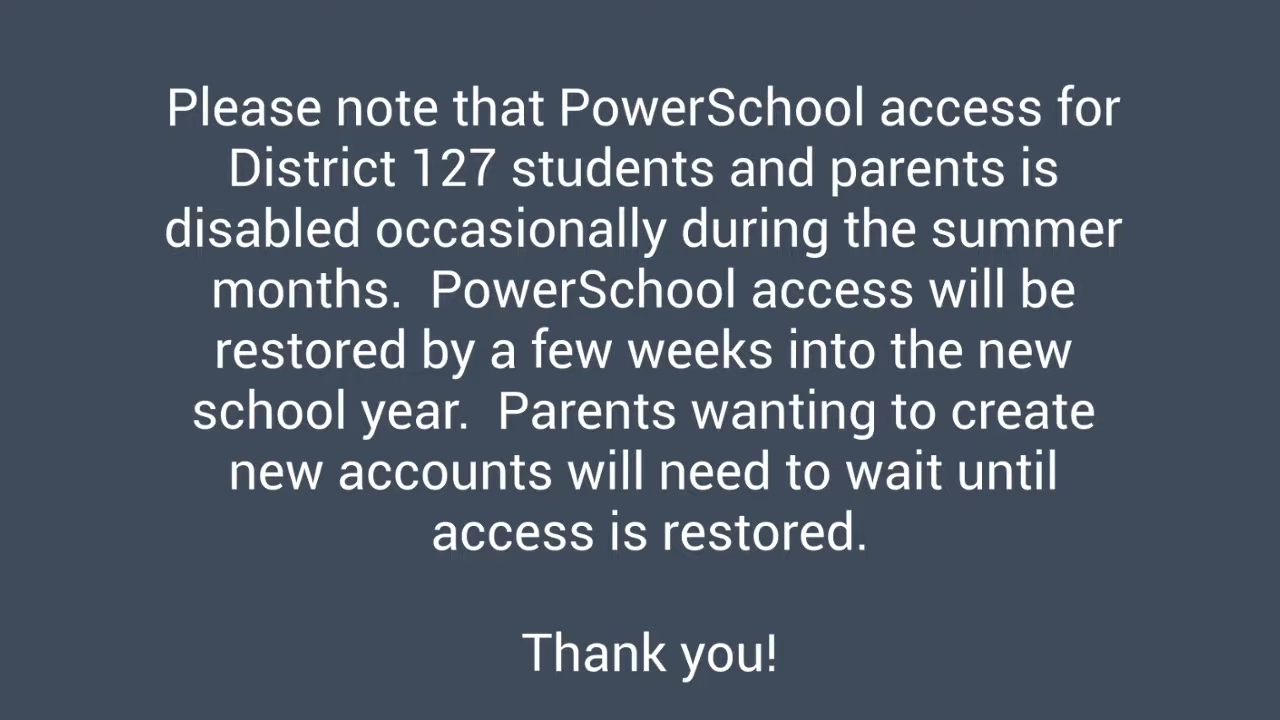 Please note that PowerSchool access for
District 127 students and parents is
disabled occasionally during the summer
months.  PowerSchool access will be
restored by a few weeks into the new
school year.  Parents wanting to create
new accounts will need to wait until
access is restored.
Thank you!